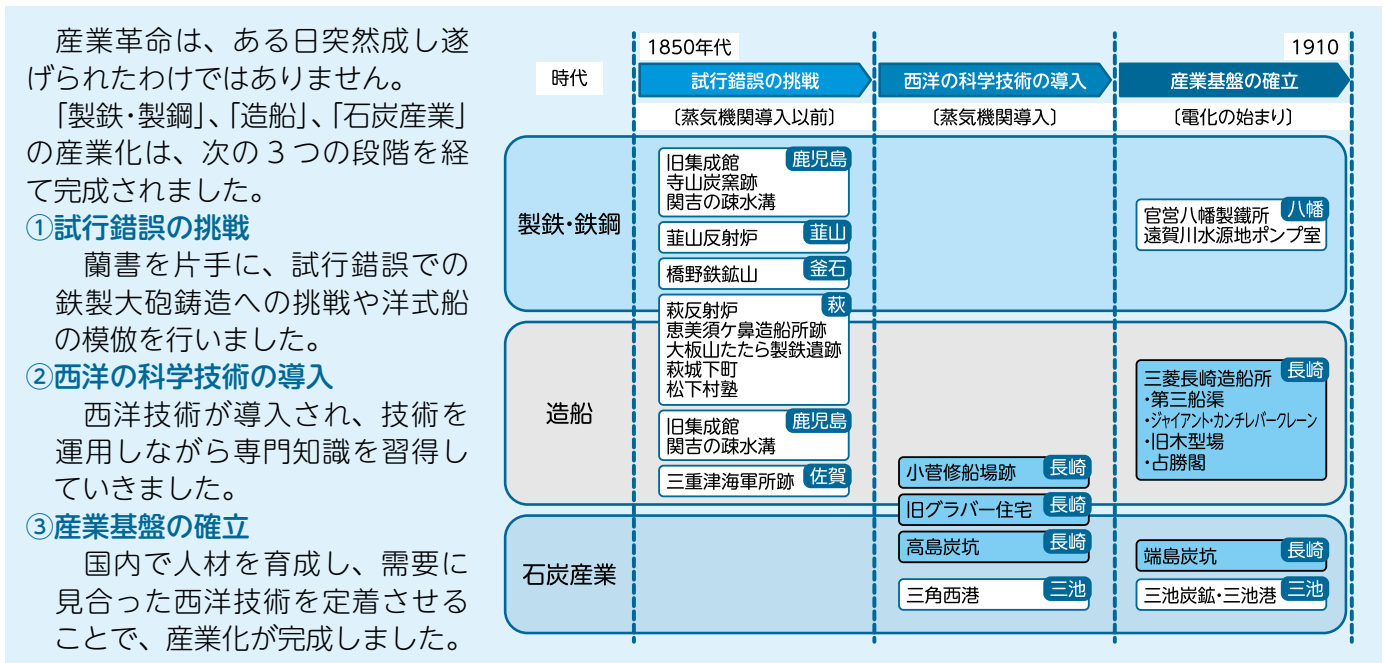 産業革命は、ある日突然成し遂
げられたわけではありません。
「製鉄・製鋼」、「造船」、「石炭産業」
の産業化は、次の3つの段階を経
て完成されました。
①試行錯誤の挑戦
蘭書を片手に、試行錯誤での
鉄製大砲鋳造への挑戦や洋式船
の模倣を行いました。
②西洋の科学技術の導入
西洋技術が導入され、技術を
運用しながら専門知識を習得し
ていきました。
③産業基盤の確立
国内で人材を育成し、需要に
見合った西洋技術を定着させる
ことで、産業化が完成しました。
1850年代
1910
時代
試行錯誤の挑戦
西洋の科学技術の導入
産業基盤の確立
〔蒸気機関導入以前〕
〔蒸気機関導入〕
〔電化の始まり〕
製鉄・鉄鋼
旧集成館 鹿児島
寺山炭窯跡
関吉の疎水溝
韮山反射炉 韮山
橋野鉄鉱山 釜石
萩反射炉 萩
恵美須ケ鼻造船所跡
大板山たたら製鉄遺跡
萩城下町
松下村塾
官営八幡製鐵所 八幡
遠賀川水源地ポンプ室
造船
旧集成館 鹿児島
関吉の疎水溝
三重津海軍所跡 佐賀
小菅修船場跡 長崎
旧グラバー住宅 長崎
三菱長崎造船所 長崎
・第三船渠
・ジャイアント・カンチレバークレーン
・旧木型場
・占勝閣
石炭産業
高島炭坑 長崎
三角西港 三池
端島炭坑 長崎
三池炭鉱・三池港 三池